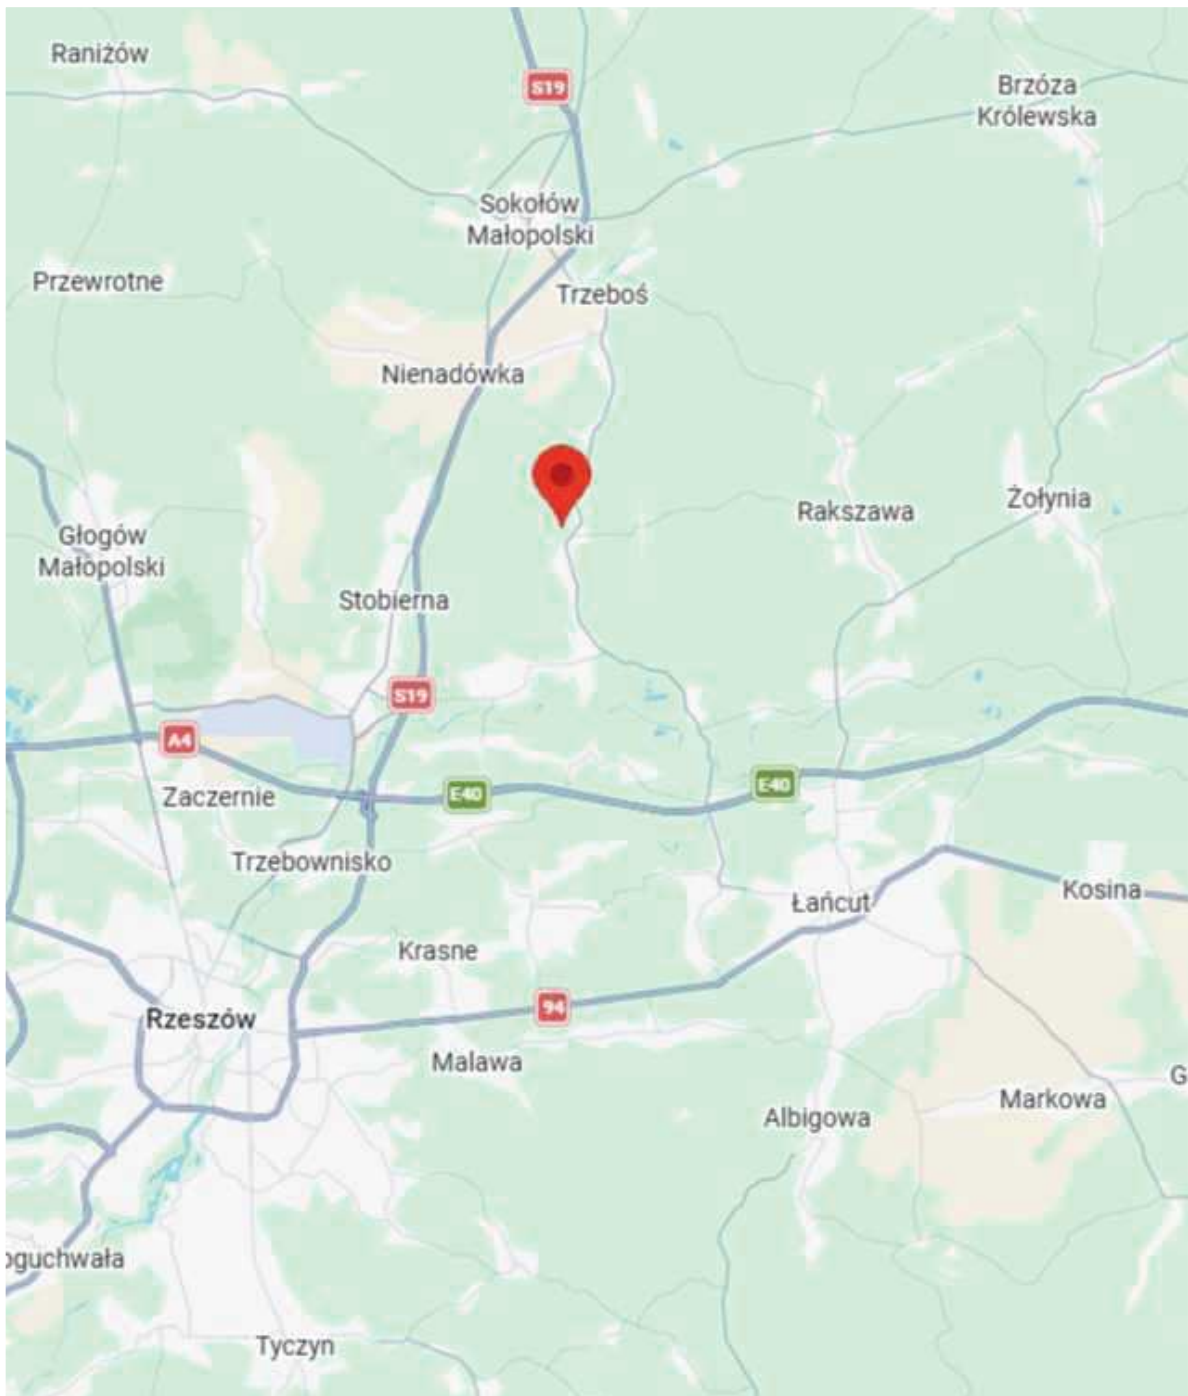 Raniżów
S19
Brzóza
Królewska
Sokołów
Małopolski
Przewrotne
Trzeboś
Nienadówka
Głogów
Małopolski
Rakszawa
Żołynia
Stobierna
S19
A4
E40
E40
Zaczernie
Trzebownisko
Łańcut
Kosina
Krasne
94
Rzeszów
Malawa
Albigowa
Markowa
G
oguchwała
Tyczyn